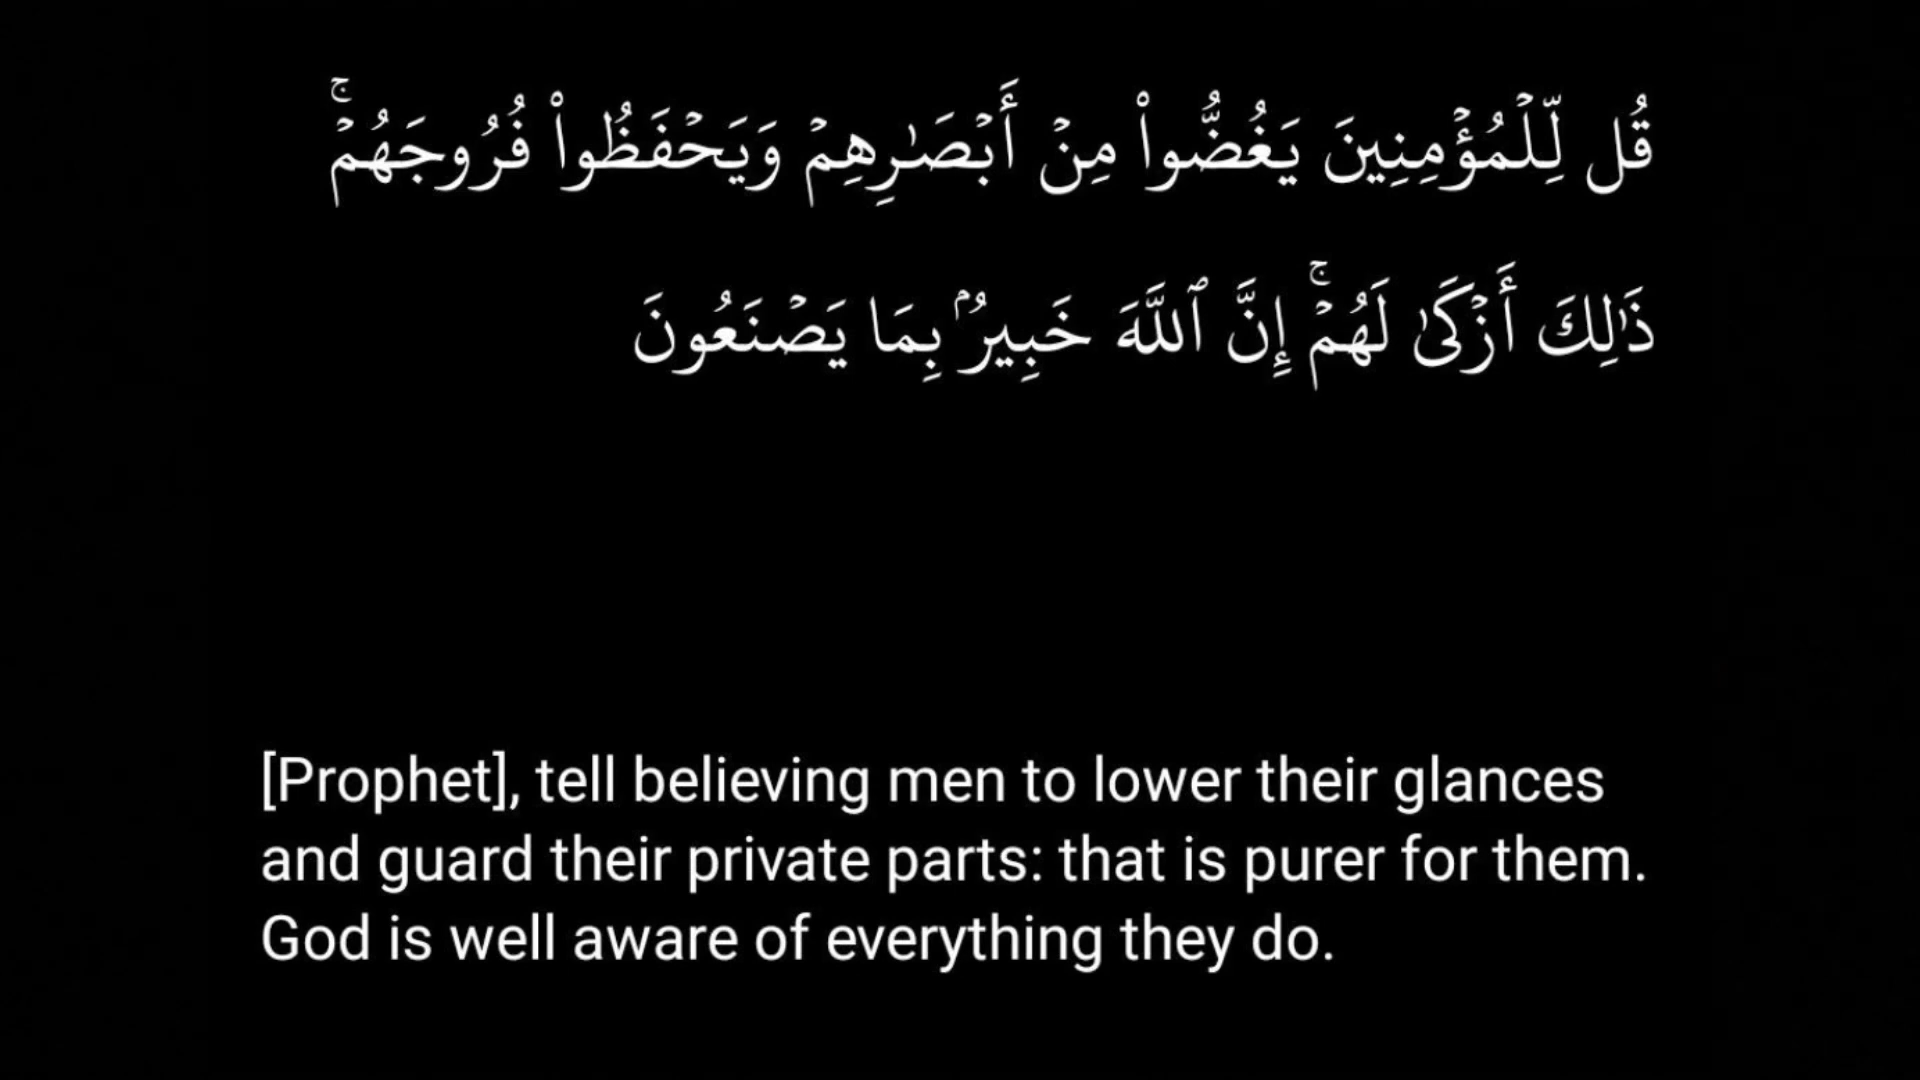 قُل لِّلۡمُؤۡمِنِينَ يَغُضُّواْ مِنۡ أَبۡصَٰرِهِمۡ وَيَحۡفَظُواْ فُرُوجَهُمۡۚ
ذَٰلِكَ أَزۡكَىٰ لَهُمۡۚ إِنَّ ٱللَّهَ خَبِيرُۢ بِمَا يَصۡنَعُونَ
[Prophet], tell believing men to lower their glances
and guard their private parts: that is purer for them.
God is well aware of everything they do.